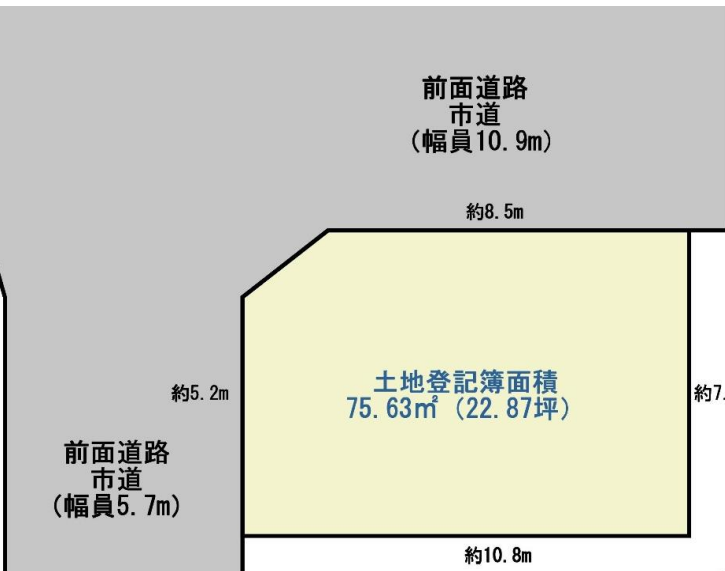 前面道路
市道
（幅員10.9m）
約8.5m
約5.2m
土地登記簿面積
75.63㎡（22.87坪）
約7.
前面道路
市道
（幅員5.7m）
約10.8m